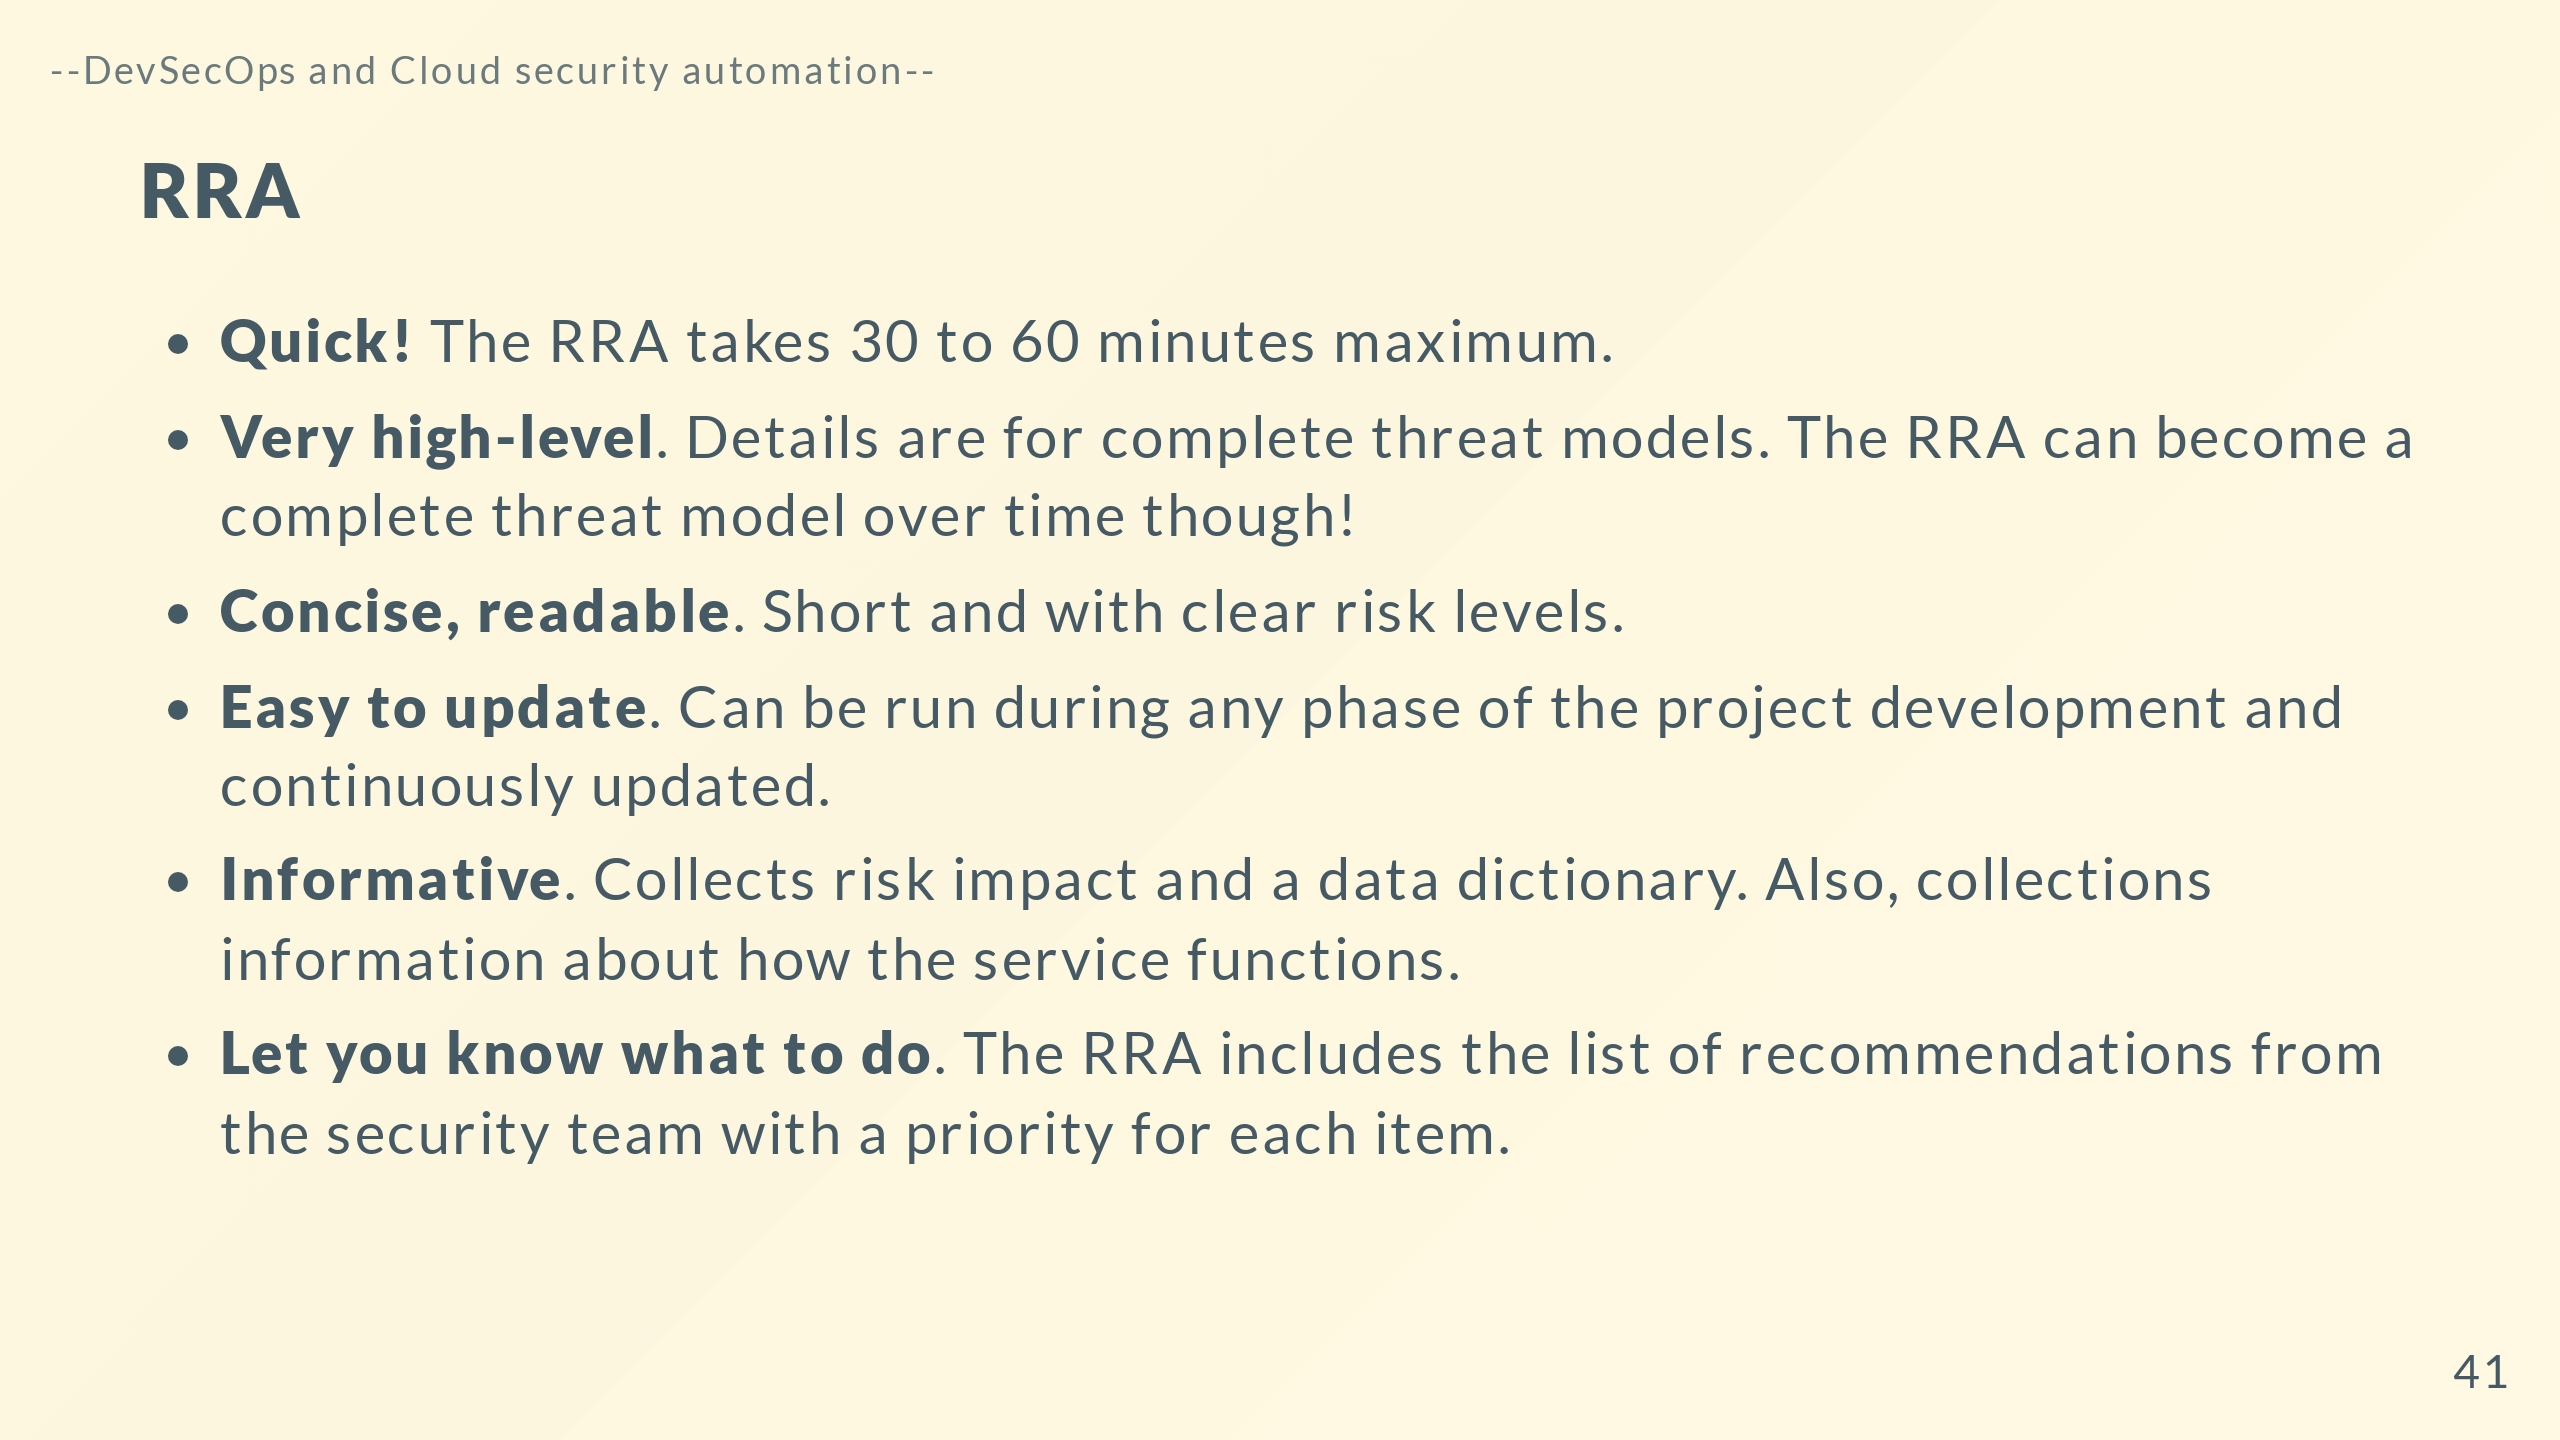 --DevSecOps and Cloud security automation--
RRA
• Quick! The RRA takes 30 to 60 minutes maximum.
• Very high-level. Details are for complete threat models. The RRA can become a
complete threat model over time though!
• Concise, readable. Short and with clear risk levels.
• Easy to update. Can be run during any phase of the project development and
continuously updated.
• Informative. Collects risk impact and a data dictionary. Also, collections
information about how the service functions.
• Let you know what to do. The RRA includes the list of recommendations from
the security team with a priority for each item.
41